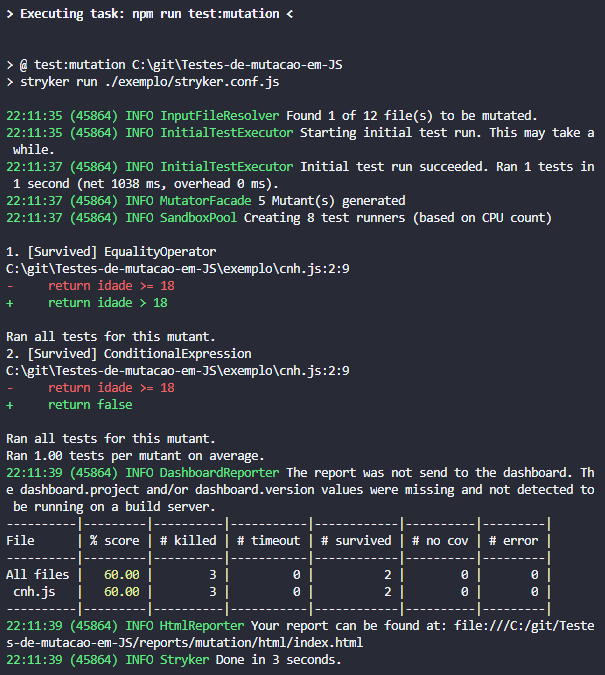 > Executing task: npm run test:mutation <
> @ test:mutation C:\git\Testes-de-mutacao-em-JS
> stryker run ./exemplo/stryker.conf.js
22:11:35 (45864) INFO InputFileResolver Found 1 of 12 file(s) to be mutated.
22:11:35 (45864) INFO InitialTestExecutor Starting initial test run. This may take a
 while.
22:11:37 (45864) INFO InitialTestExecutor Initial test run succeeded. Ran 1 tests in
 1 second (net 1038 ms, overhead 0 ms).
22:11:37 (45864) INFO MutatorFacade 5 Mutant(s) generated
22:11:37 (45864) INFO SandboxPool Creating 8 test runners (based on CPU count)
1. [Survived] EqualityOperator
C:\git\Testes-de-mutacao-em-JS\exemplo\cnh.js:2:9
-     return idade >= 18
+     return idade > 18
Ran all tests for this mutant.
2. [Survived] ConditionalExpression
C:\git\Testes-de-mutacao-em-JS\exemplo\cnh.js:2:9
-     return idade >= 18
+     return false
Ran all tests for this mutant.
Ran 1.00 tests per mutant on average.
22:11:39 (45864) INFO DashboardReporter The report was not send to the dashboard. Th
e dashboard.project and/or dashboard.version values were missing and not detected to
 be running on a build server.
----------|---------|----------|-----------|------------|----------|---------|
File      | % score | # killed | # timeout | # survived | # no cov | # error |
----------|---------|----------|-----------|------------|----------|---------|
All files |   60.00 |        3 |         0 |          2 |        0 |       0 |
 cnh.js   |   60.00 |        3 |         0 |          2 |        0 |       0 |
----------|---------|----------|-----------|------------|----------|---------|
22:11:39 (45864) INFO HtmlReporter Your report can be found at: file:///C:/git/Teste
s-de-mutacao-em-JS/reports/mutation/html/index.html
22:11:39 (45864) INFO Stryker Done in 3 seconds.